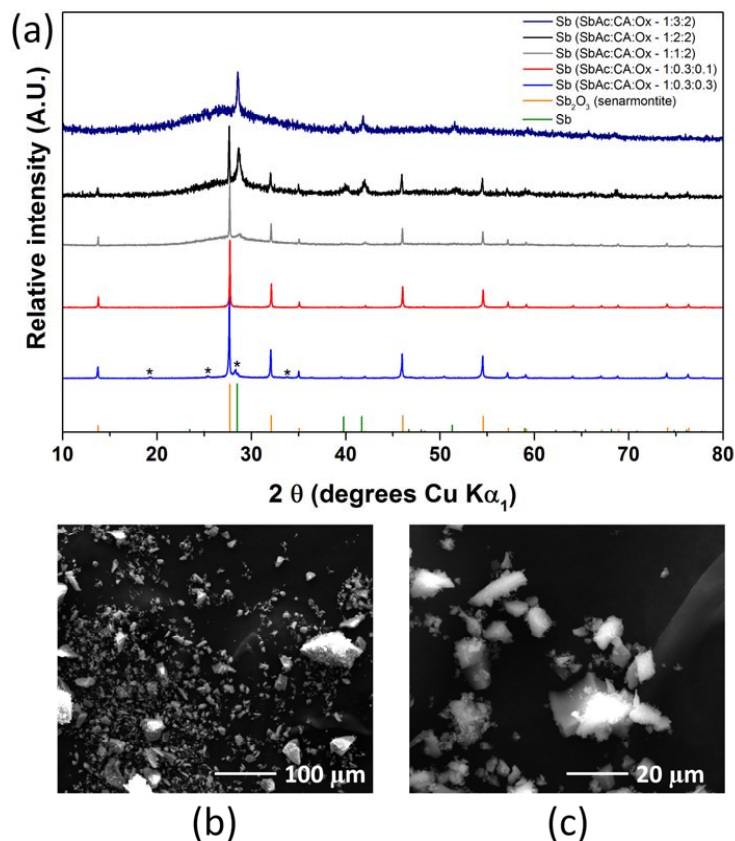 (a)
Relative intensity (A.U.)
Sb (SbAc:CA:Ox - 1:3:2)
Sb (SbAc:CA:Ox - 1:2:2)
Sb (SbAc:CA:Ox - 1:1:2)
Sb (SbAc:CA:Ox - 1:0.3:0.1)
Sb (SbAc:CA:Ox - 1:0.3:0.3)
Sb₂O₃ (senarmontite)
Sb
* * * *
10 20 30 40 50 60 70 80
2 θ (degrees Cu Kα₁)
100 µm
20 µm
(b)
(c)